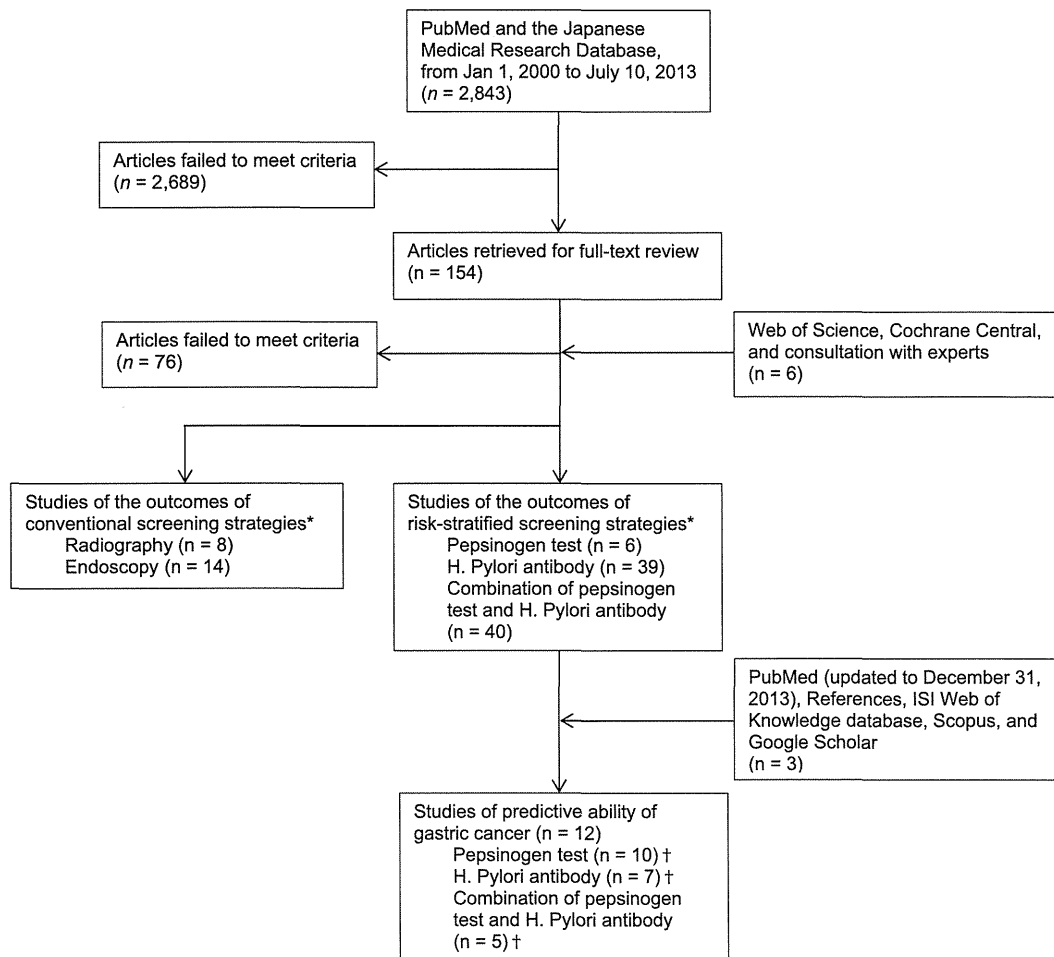 PubMed and the Japanese
Medical Research Database,
from Jan 1, 2000 to July 10, 2013
(n = 2,843)
Articles failed to meet criteria
(n = 2,689)
Articles retrieved for full-text review
(n = 154)
Articles failed to meet criteria
(n = 76)
Web of Science, Cochrane Central,
and consultation with experts
(n = 6)
Studies of the outcomes of
conventional screening strategies*
Radiography (n = 8)
Endoscopy (n = 14)
Studies of the outcomes of
risk-stratified screening strategies*
Pepsinogen test (n = 6)
H. Pylori antibody (n = 39)
Combination of pepsinogen
test and H. Pylori antibody
(n = 40)
PubMed (updated to December 31,
2013), References, ISI Web of
Knowledge database, Scopus, and
Google Scholar
(n = 3)
Studies of predictive ability of
gastric cancer (n = 12)
Pepsinogen test (n = 10) †
H. Pylori antibody (n = 7) †
Combination of pepsinogen
test and H. Pylori antibody
(n = 5) †